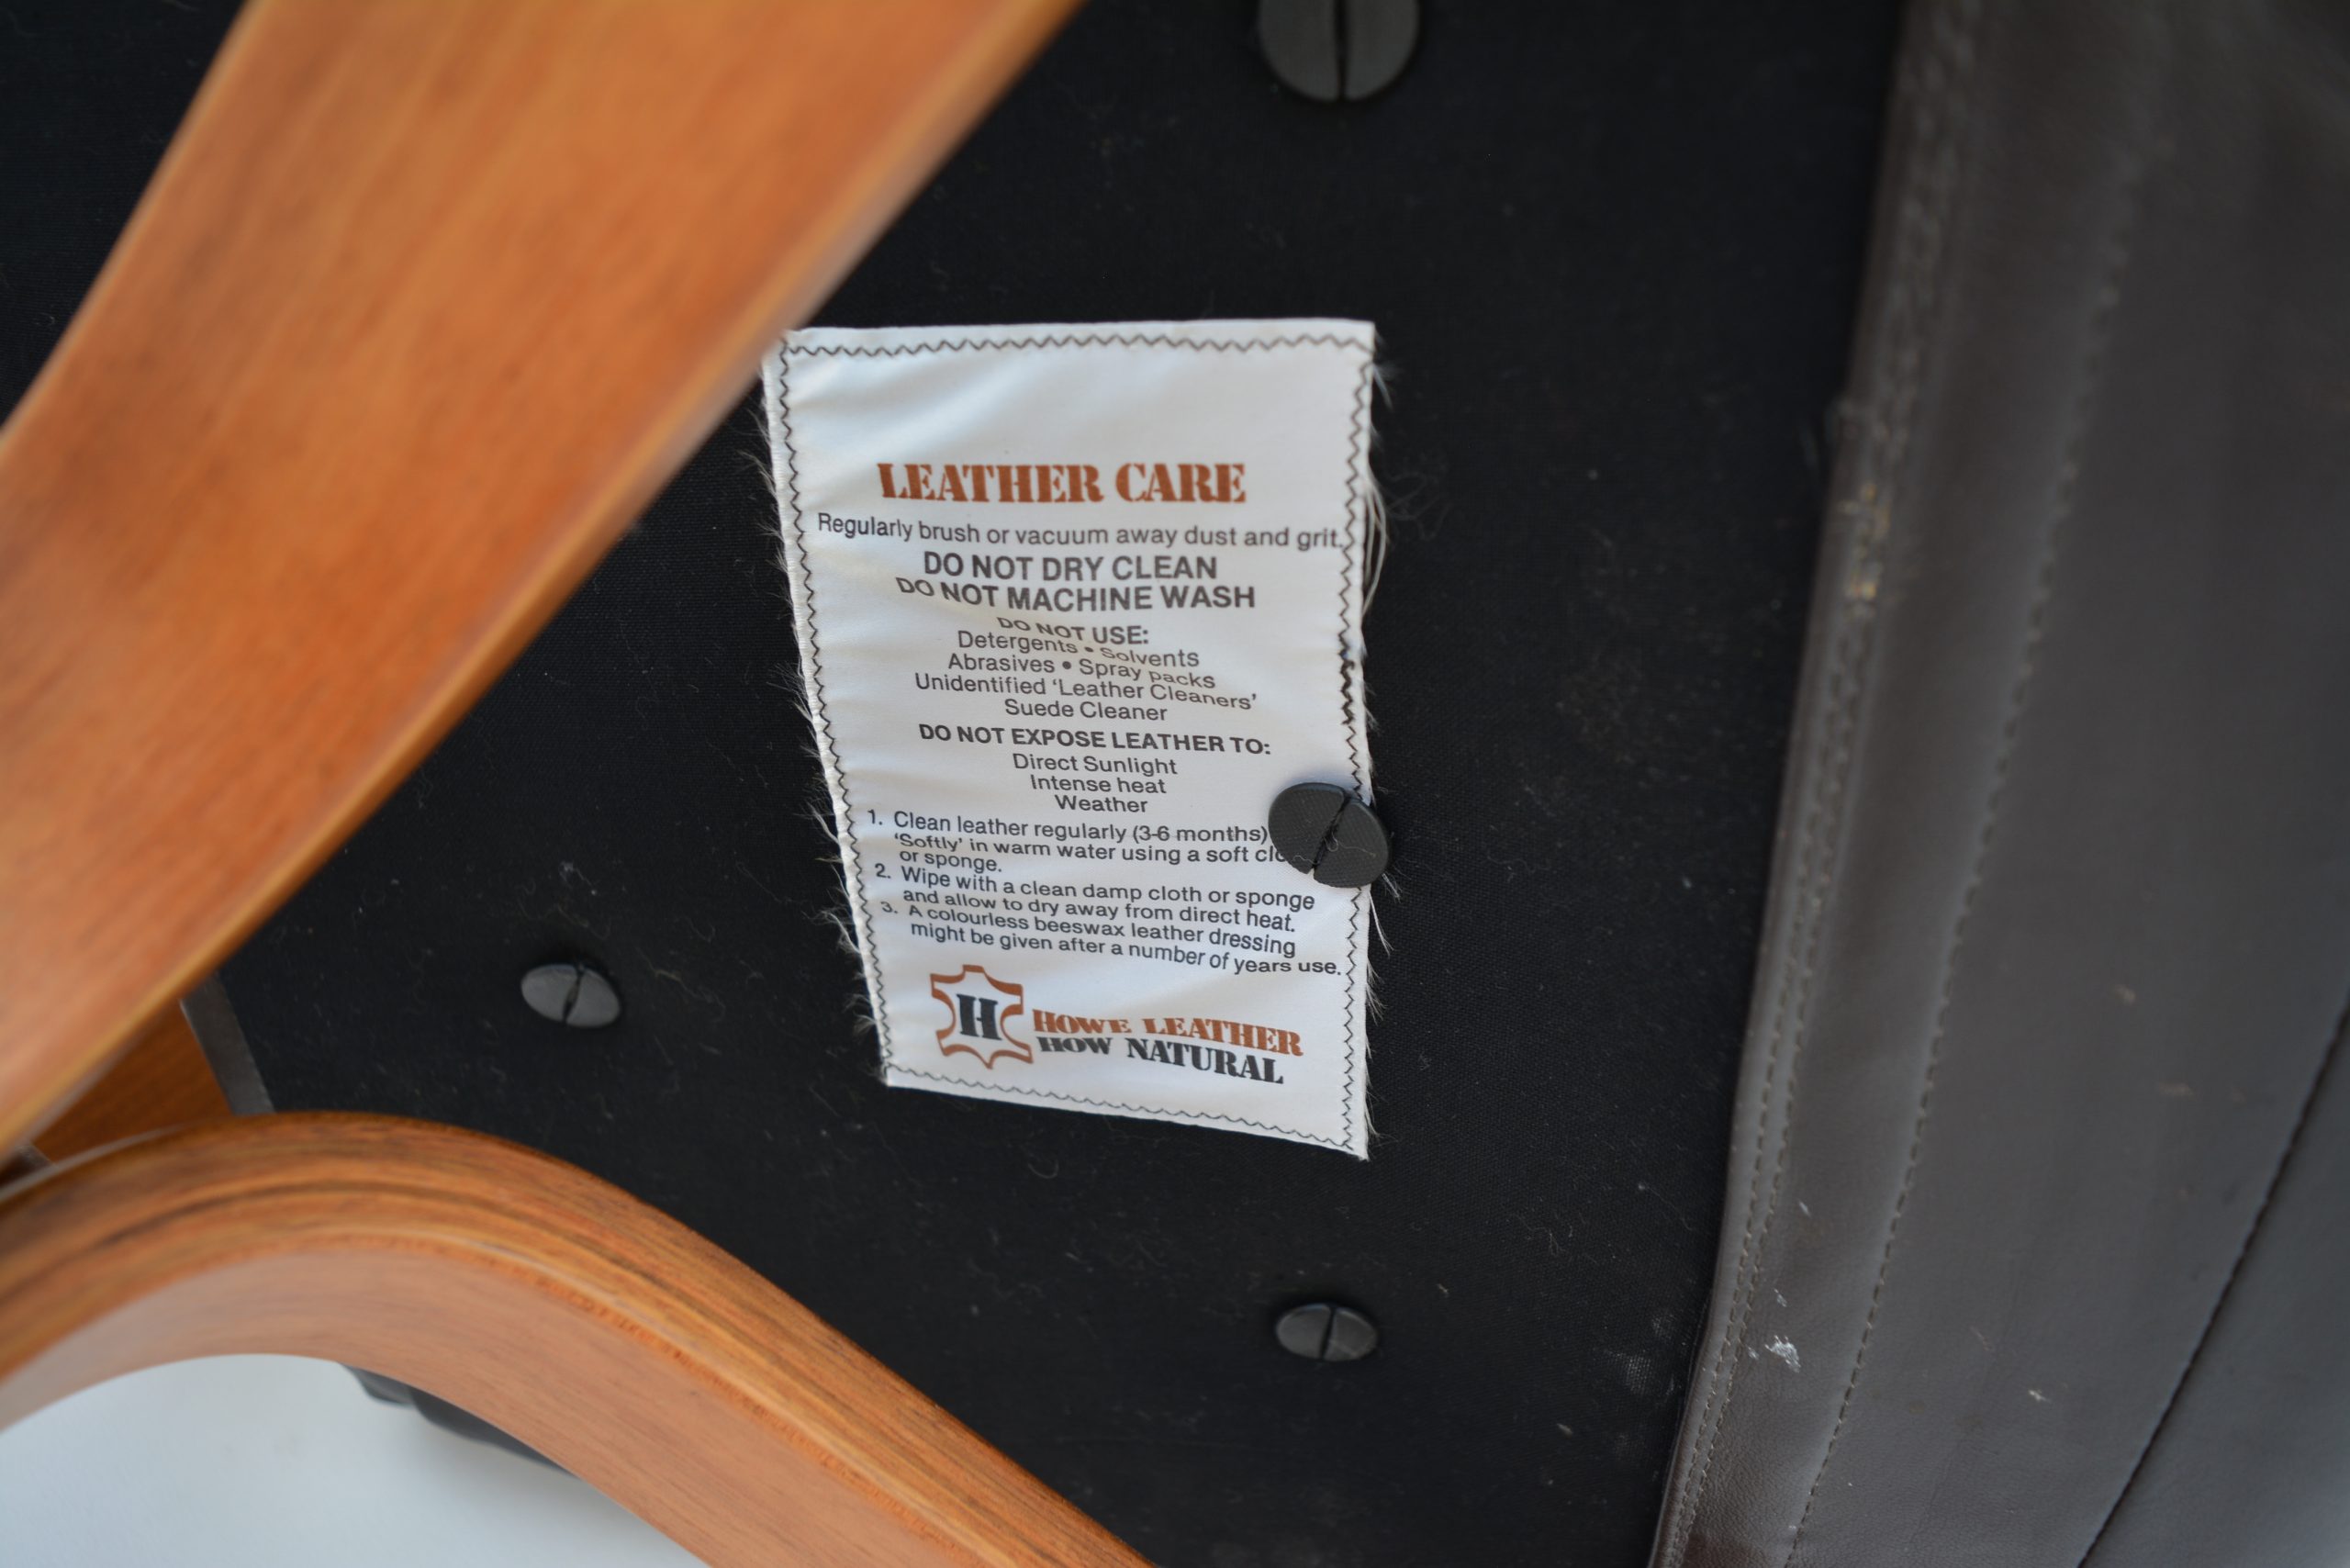 LEATHER CARE
Regularly brush or vacuum away dust and grit.
DO NOT DRY CLEAN
DO NOT MACHINE WASH
DO NOT USE:
Detergents • Solvents
Abrasives • Spray packs
Unidentified 'Leather Cleaners'
Suede Cleaner
DO NOT EXPOSE LEATHER TO:
Direct Sunlight
Intense heat
Weather
1. Clean leather regularly (3-6 months)
'Softly' in warm water using a soft
or sponge.
2. Wipe with a clean damp cloth or sponge
and allow to dry away from direct heat.
3. A colourless beeswax leather dressing
might be given after a number of years use.
H
HOWE LEATHER
HOW NATURAL